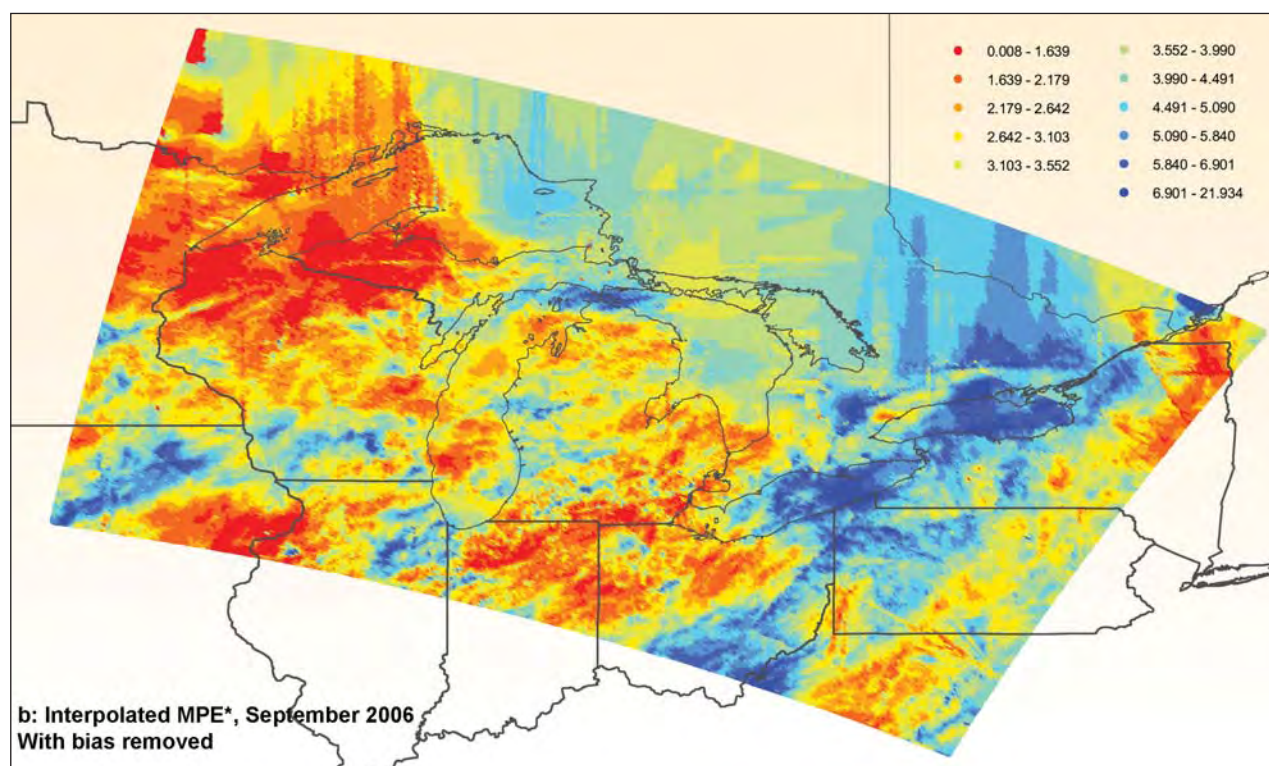 0.008 - 1.639
1.639 - 2.179
2.179 - 2.642
2.642 - 3.103
3.103 - 3.552
3.552 - 3.990
3.990 - 4.491
4.491 - 5.090
5.090 - 5.840
5.840 - 6.901
6.901 - 21.934
b: Interpolated MPE*, September 2006
With bias removed